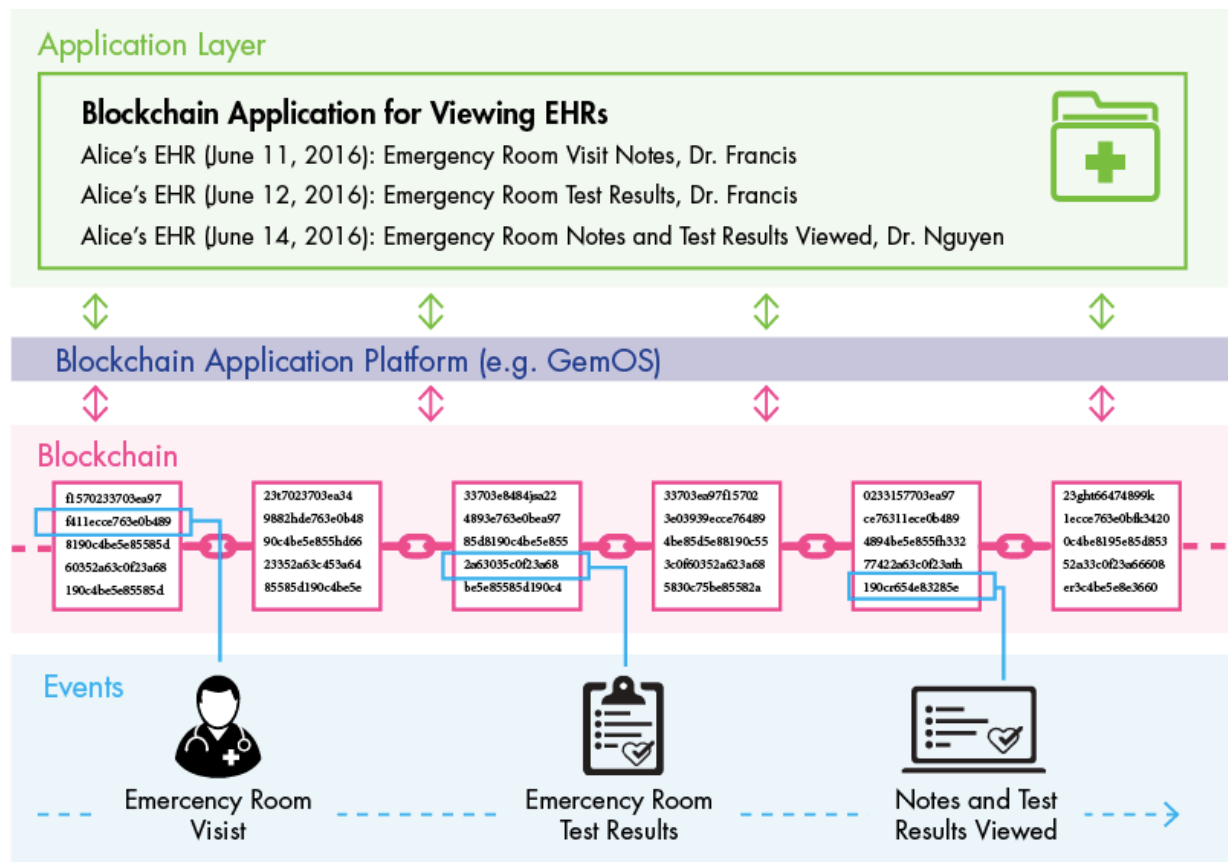 Application Layer
Blockchain Application for Viewing EHRs
Alice's EHR (June 11, 2016): Emergency Room Visit Notes, Dr. Francis
Alice's EHR (June 12, 2016): Emergency Room Test Results, Dr. Francis
Alice's EHR (June 14, 2016): Emergency Room Notes and Test Results Viewed, Dr. Nguyen
Blockchain Application Platform (e.g. GemOS)
Blockchain
f1570233703ea97
f411ecce763e0b489
8190c4be5e85585d
60352a63c0f23a68
190c4be5e85585d
23t7023703ea34
9882hde763e0b48
90c4be5e855hd66
23352a63c453a64
85585d190c4be5e
33703e8484jsa22
4893e763e0bea97
85d8190c4be5e855
2a63035c0f23a68
be5e85585d190c4
33703ea97f15702
3e03939ecce76489
4be85d5e88190c55
3c0f60352a623a68
5830c75be85582a
0233157703ea97
ce76311ece0b489
4894be5e855fh332
77422a63c0f23ath
190cr654e83285e
23ght66474899k
1ecce763e0bfk3420
0c4be8195e85d853
52a33c0f23a66608
er3c4be5e8e3660
Events
Emercency Room
Visist
Emergency Room
Test Results
Notes and Test
Results Viewed